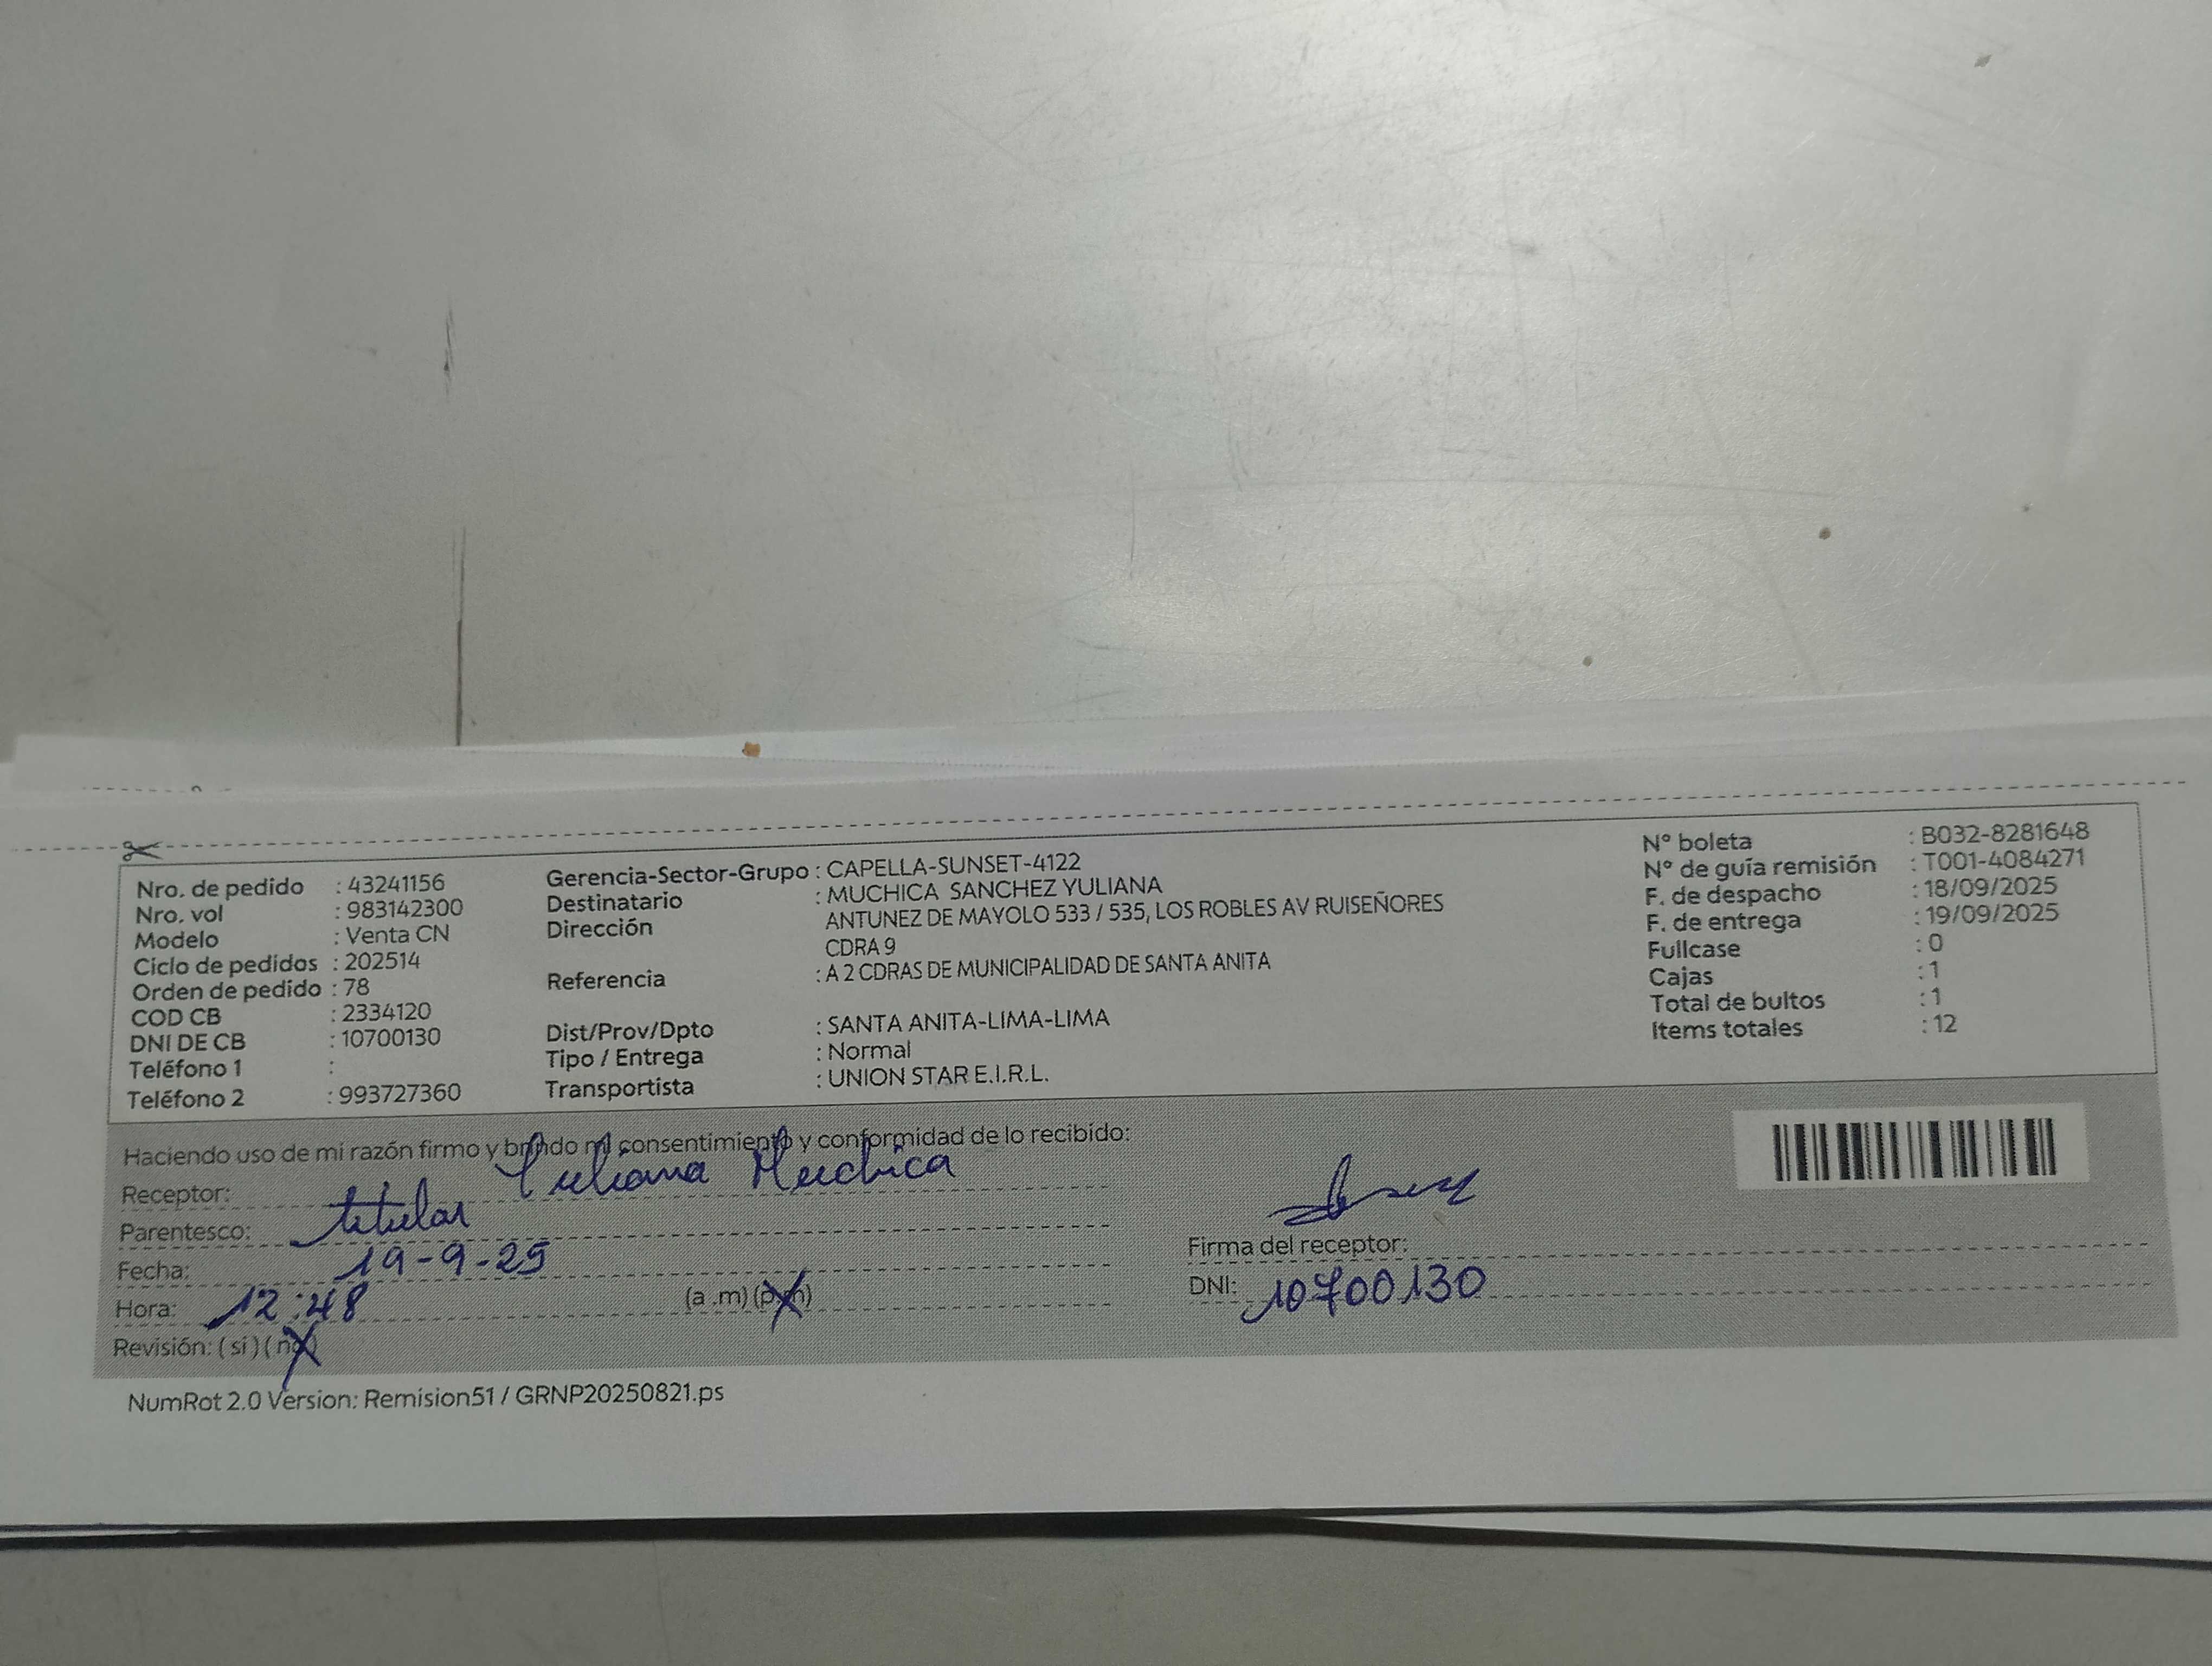 Nro. de pedido : 43241156
Nro. vol : 983142300
Modelo : Venta CN
Ciclo de pedidos : 202514
Orden de pedido : 78
COD CB : 2334120
DNI DE CB : 10700130
Teléfono 1 :
Teléfono 2 : 993727360
Gerencia-Sector-Grupo : CAPELLA-SUNSET-4122
Destinatario : MUCHICA SANCHEZ YULIANA
Dirección ANTUNEZ DE MAYOLO 533 / 535, LOS ROBLES AV RUISEÑORES
CDRA 9
Referencia : A 2 CDRAS DE MUNICIPALIDAD DE SANTA ANITA
Dist/Prov/Dpto : SANTA ANITA-LIMA-LIMA
Tipo / Entrega : Normal
Transportista : UNION STAR E.I.R.L.
Nº boleta : B032-8281648
Nº de guía remisión : T001-4084271
F. de despacho : 18/09/2025
F. de entrega : 19/09/2025
Fullcase : 0
Cajas : 1
Total de bultos : 1
Items totales : 12
Haciendo uso de mi razón firmo y brindo mi consentimiento y conformidad de lo recibido:
Receptor: Yuliana Muchica
Parentesco: titular
Fecha: 19-9-25
Hora: 12:48 (a .m) (p.m)
Revisión: ( si ) ( no )
Firma del receptor:
DNI: 10700130
NumRot 2.0 Version: Remision51 / GRNP20250821.ps